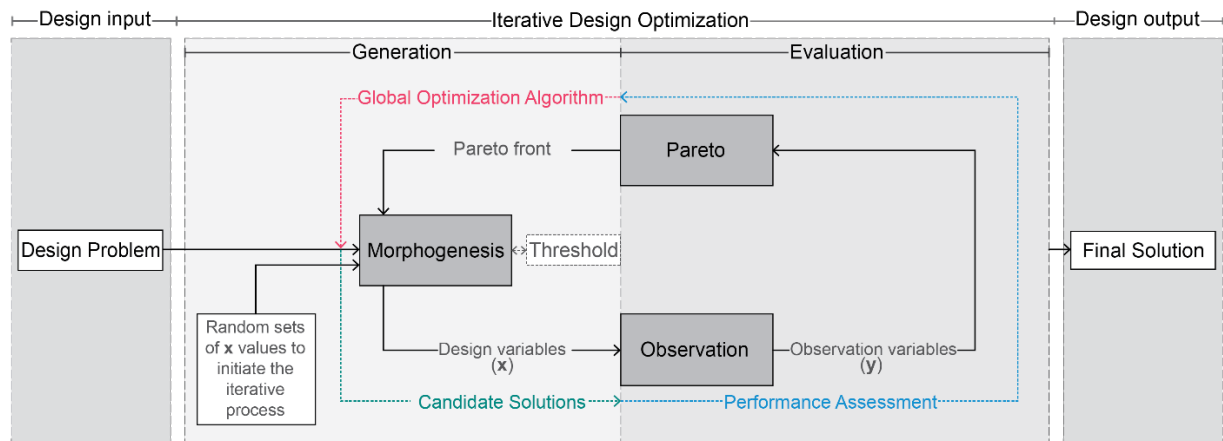 Design input
Iterative Design Optimization
Design output
Generation
Evaluation
Global Optimization Algorithm
Pareto front
Pareto
Design Problem
Morphogenesis
Threshold
Final Solution
Random sets
of x values to
initiate the
iterative
process
Design variables
(x)
Observation
Observation variables
(y)
Candidate Solutions
Performance Assessment